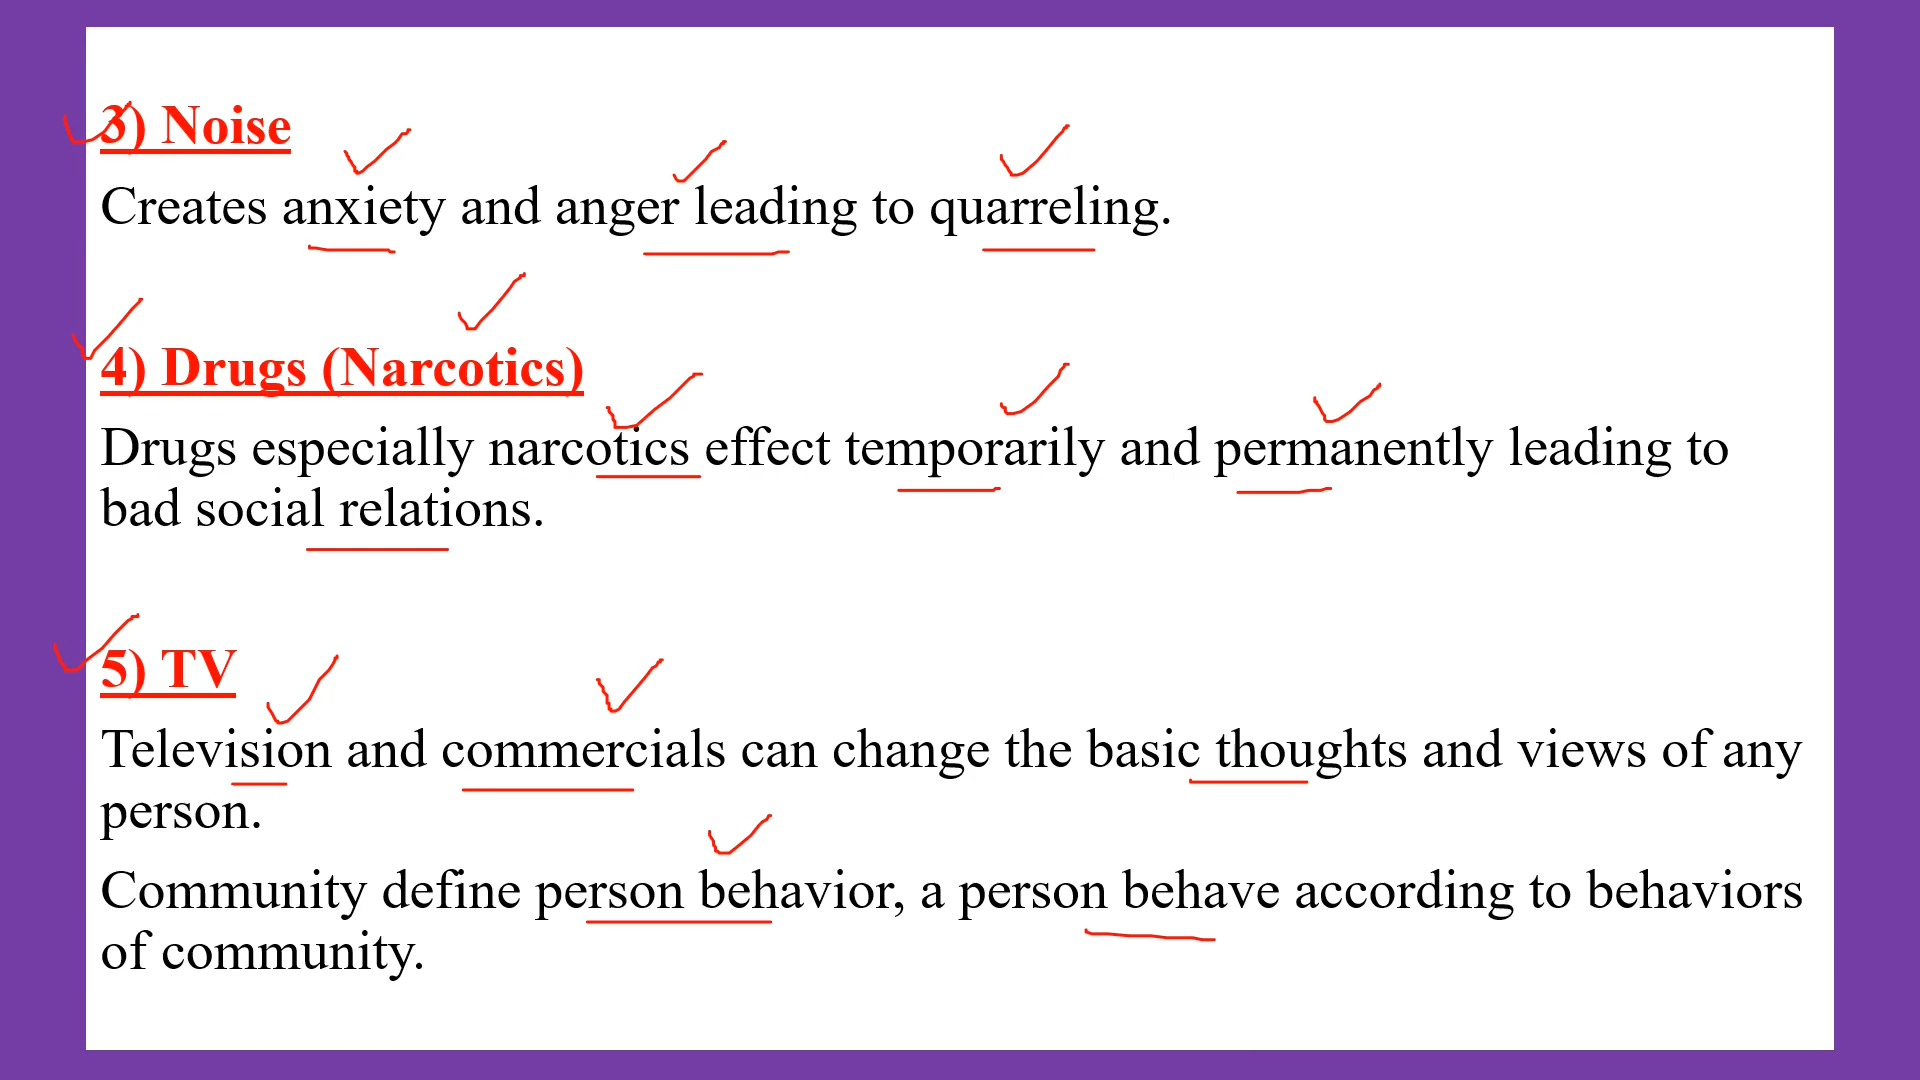 3) Noise
Creates anxiety and anger leading to quarreling.
4) Drugs (Narcotics)
Drugs especially narcotics effect temporarily and permanently leading to
bad social relations.
5) TV
Television and commercials can change the basic thoughts and views of any
person.
Community define person behavior, a person behave according to behaviors
of community.